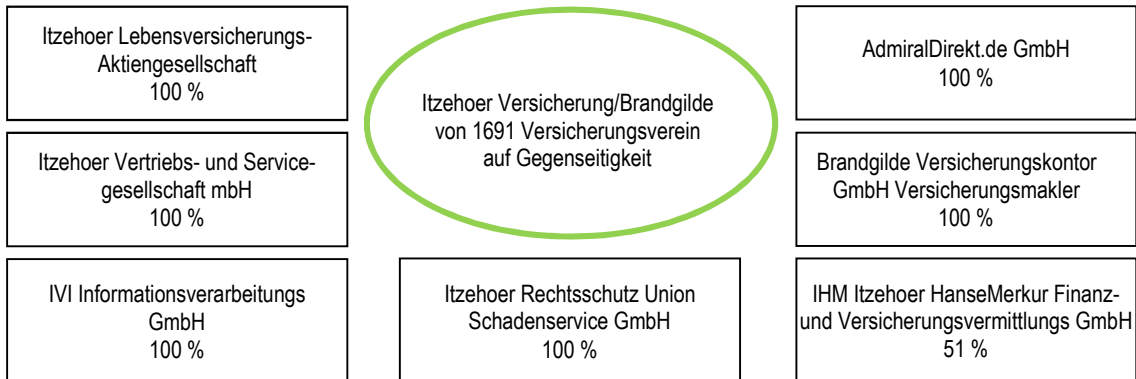 Itzehoer Lebensversicherungs-
Aktiengesellschaft
100 %
Itzehoer Versicherung/Brandgilde
von 1691 Versicherungsverein
auf Gegenseitigkeit
AdmiralDirekt.de GmbH
100 %
Itzehoer Vertriebs- und Service-
gesellschaft mbH
100 %
Brandgilde Versicherungskontor
GmbH Versicherungsmakler
100 %
IVI Informationsverarbeitungs
GmbH
100 %
Itzehoer Rechtsschutz Union
Schadenservice GmbH
100 %
IHM Itzehoer HanseMerkur Finanz-
und Versicherungsvermittlungs GmbH
51 %